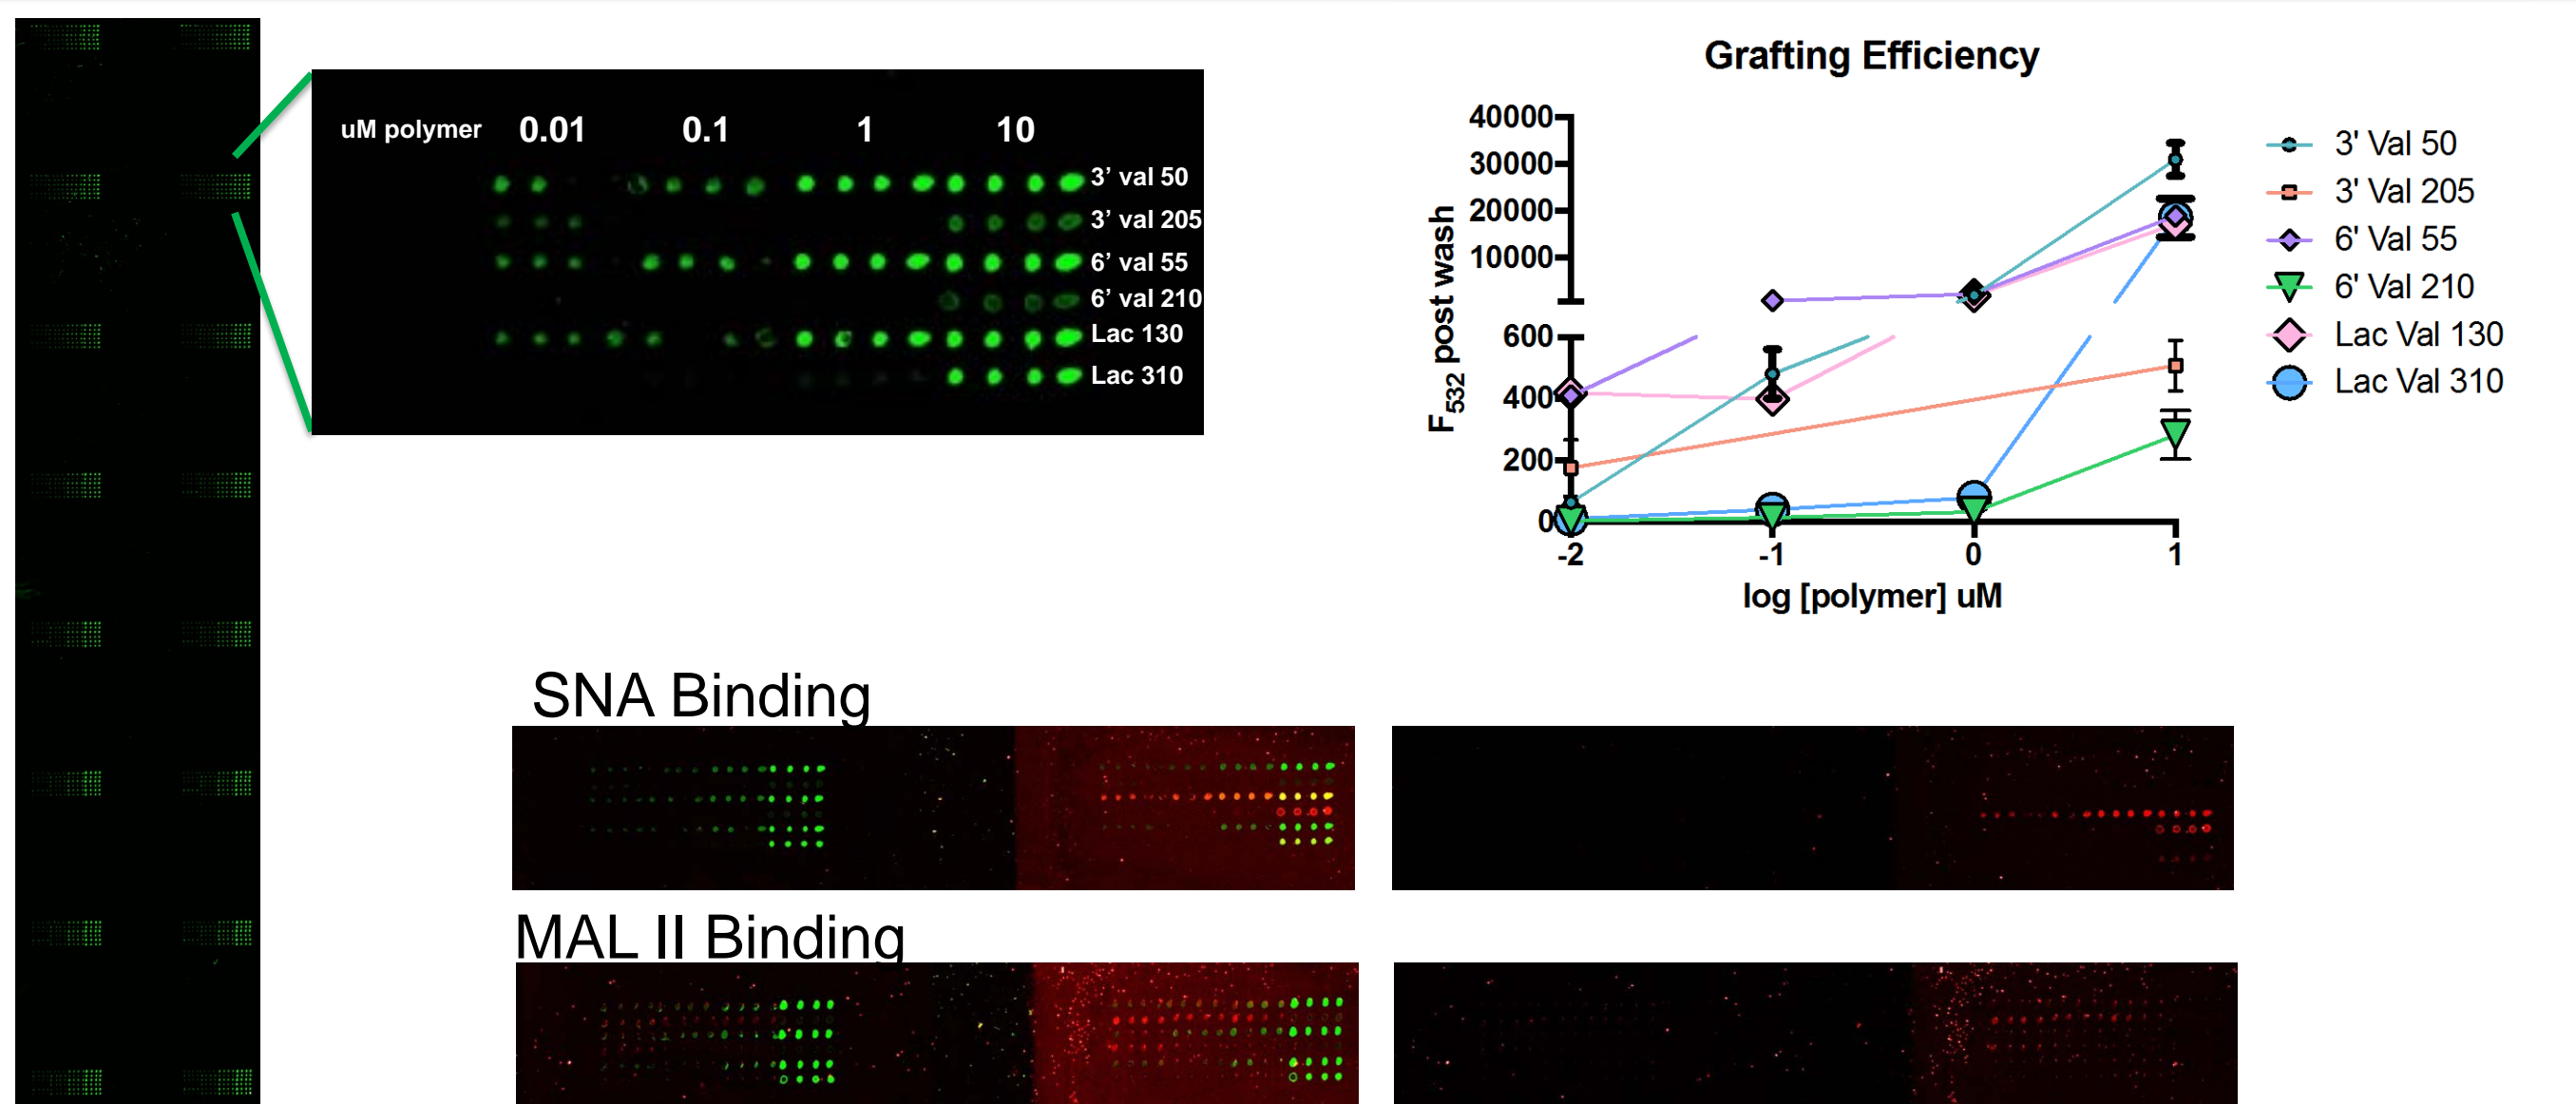 uM polymer 0.01 0.1 1 10
3’ val 50
3’ val 205
6’ val 55
6’ val 210
Lac 130
Lac 310
Grafting Efficiency
F532 post wash
40000
30000
20000
10000
600
400
200
0
-2 -1 0 1
log [polymer] uM
3' Val 50
3' Val 205
6' Val 55
6' Val 210
Lac Val 130
Lac Val 310
SNA Binding
MAL II Binding